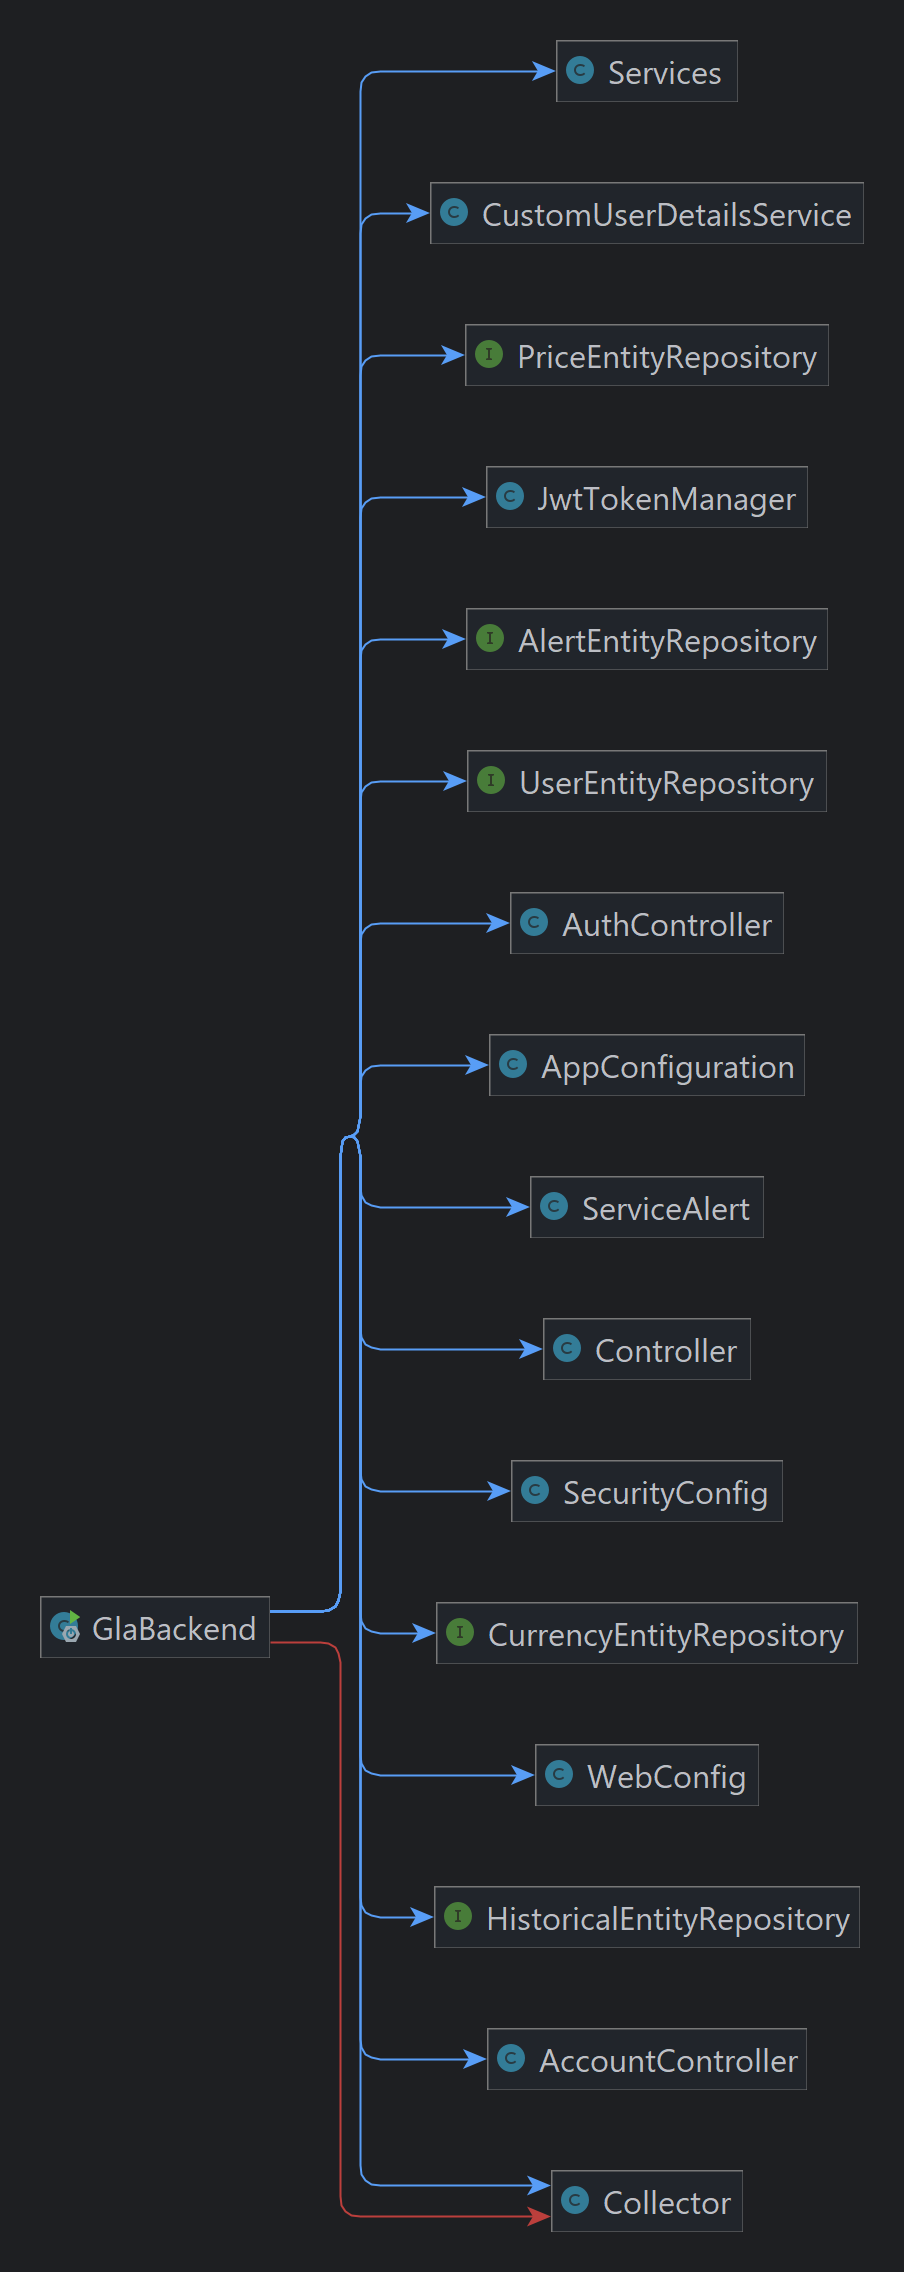 Services
CustomUserDetailsService
PriceEntityRepository
JwtTokenManager
AlertEntityRepository
UserEntityRepository
AuthController
AppConfiguration
ServiceAlert
Controller
SecurityConfig
GlaBackend
CurrencyEntityRepository
WebConfig
HistoricalEntityRepository
AccountController
Collector